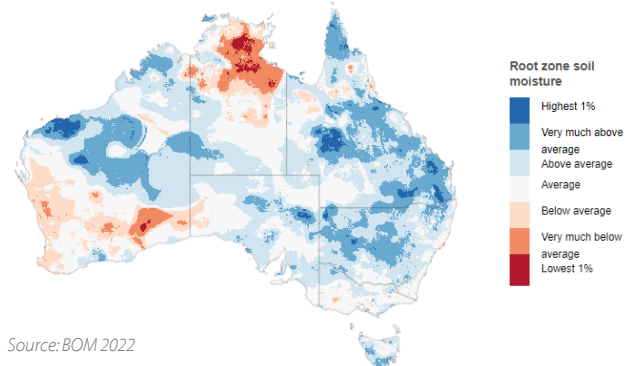 Root zone soil
moisture
Highest 1%
Very much above
average
Above average
Average
Below average
Very much below
average
Lowest 1%
Source: BOM 2022